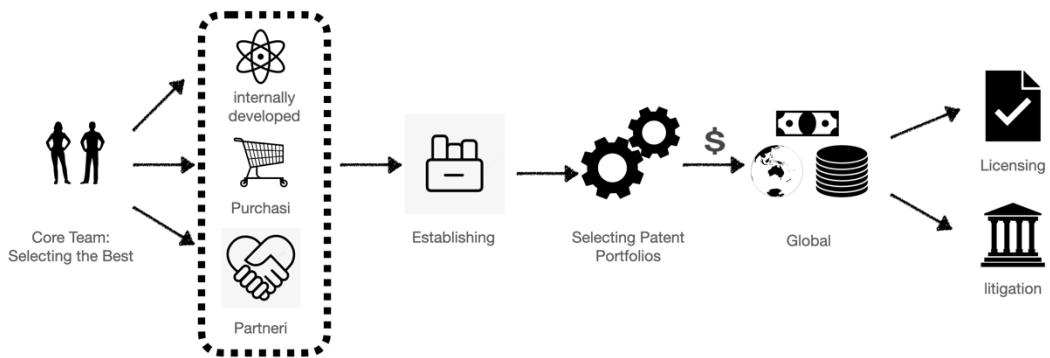 Core Team:
Selecting the Best
internally
developed
Purchasi
Partneri
Establishing
Selecting Patent
Portfolios
$
Global
Licensing
litigation